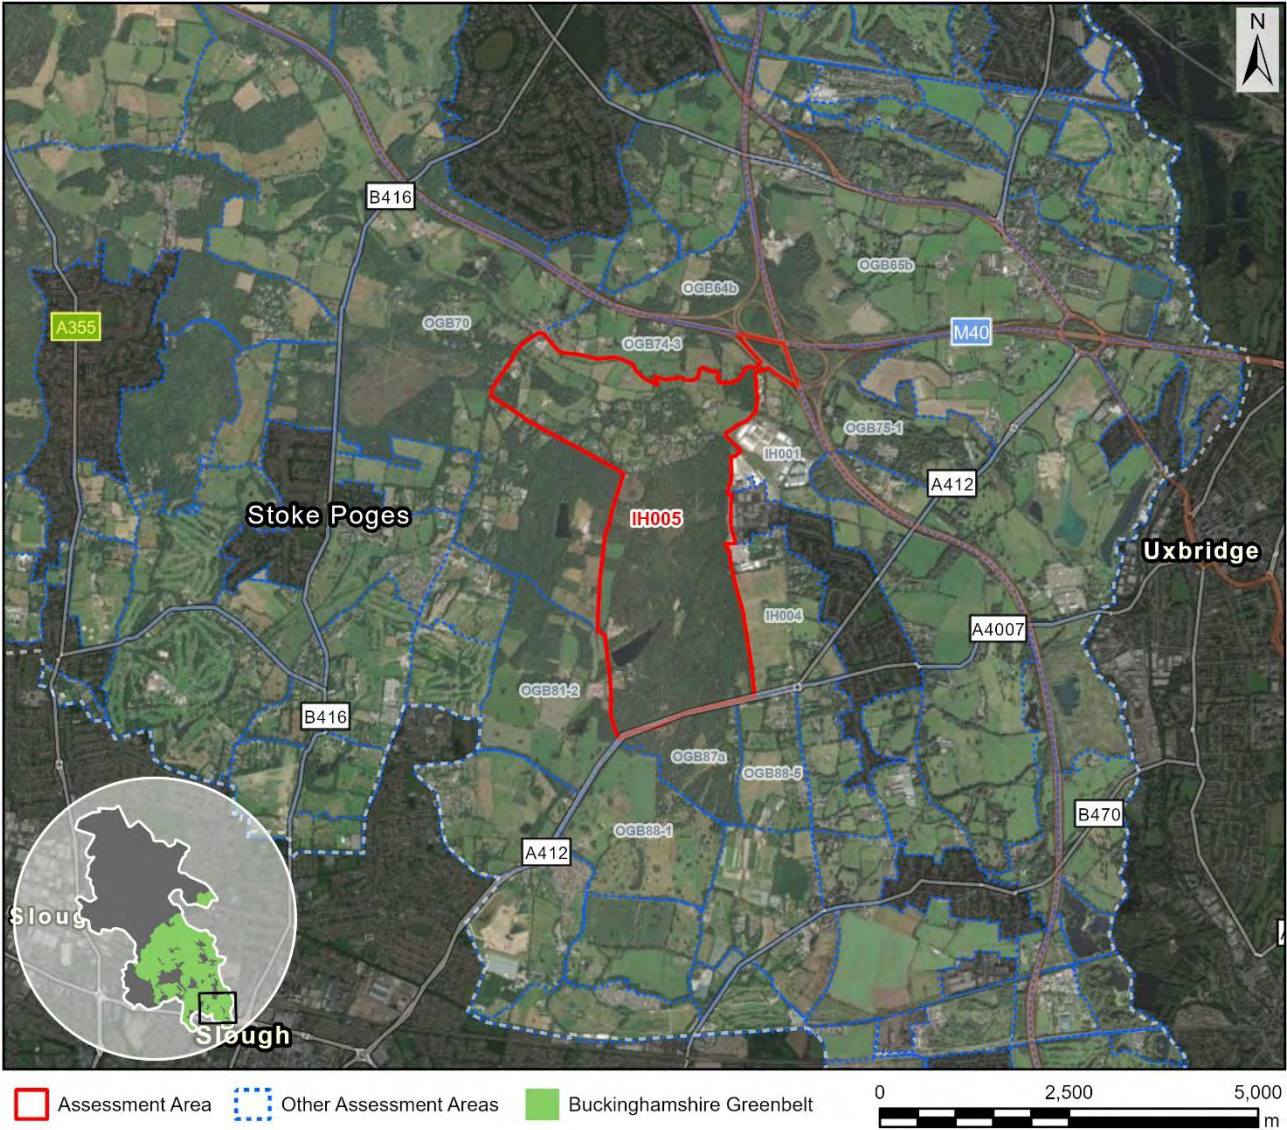 N
B416
OGB65b
OGB64b
A355
OGB70
M40
OGB74-3
OGB75-1
IH001
A412
Stoke Poges
IH005
Uxbridge
IH004
A4007
OGB81-2
B416
OGB87a
OGB88-5
B470
OGB88-1
A412
Sloug
Slough
Assessment Area
Other Assessment Areas
Buckinghamshire Greenbelt
0 2,500 5,000
m